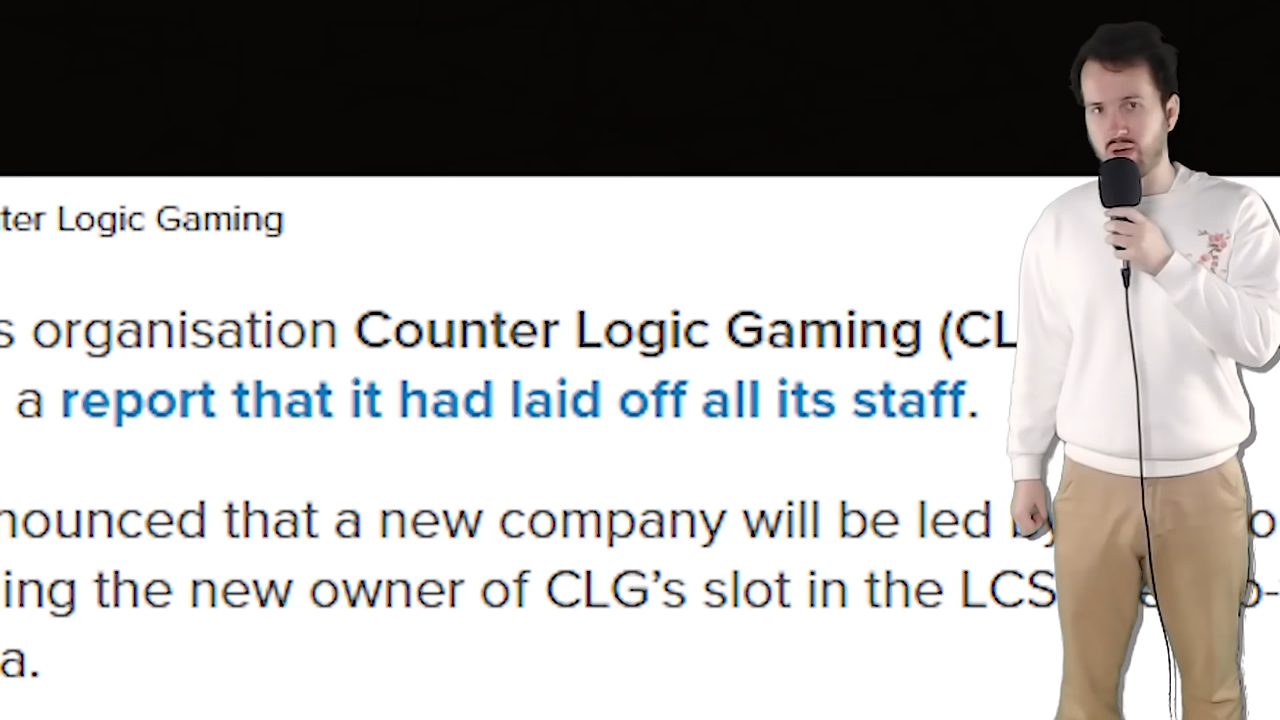 ter Logic Gaming
s organisation Counter Logic Gaming (CL
a report that it had laid off all its staff.
nounced that a new company will be led
ing the new owner of CLG's slot in the LCS
a.